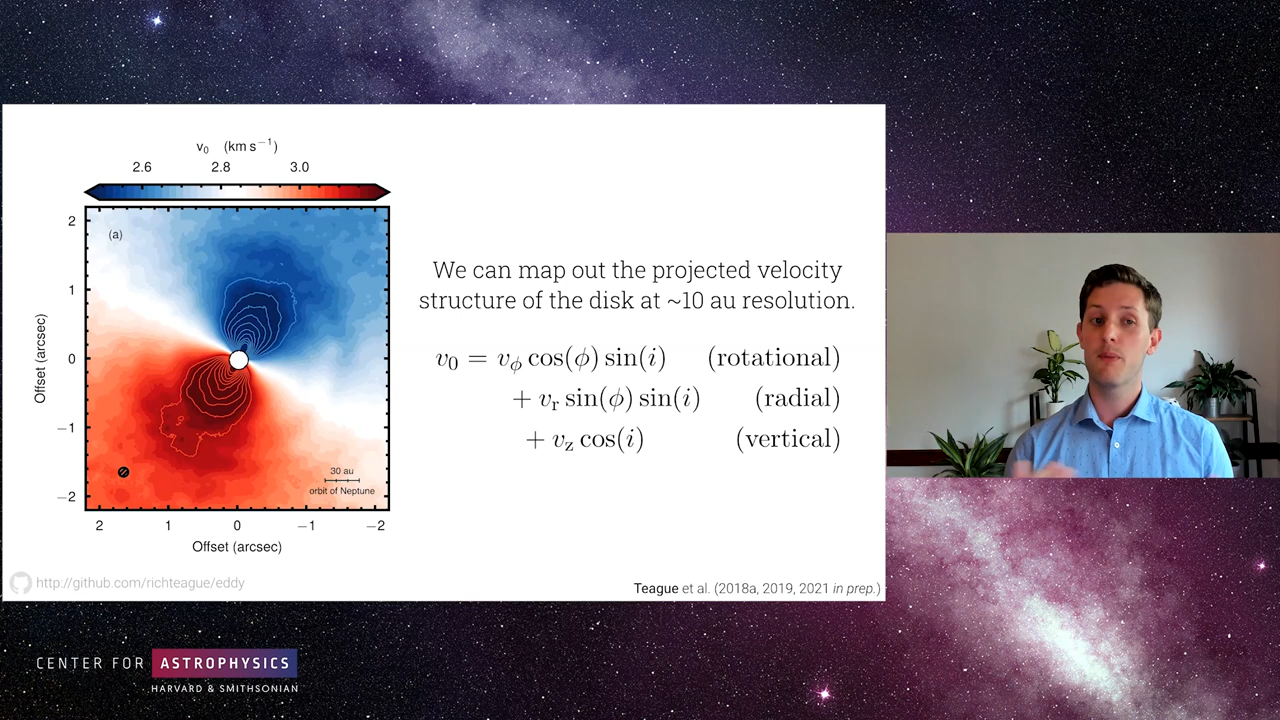 v₀ (km s⁻¹)
2.6 2.8 3.0
(a)
2
1
0
−1
−2
Offset (arcsec)
30 au
orbit of Neptune
2 1 0 −1 −2
Offset (arcsec)
We can map out the projected velocity
structure of the disk at ~10 au resolution.
v₀ = v_ϕ cos(ϕ) sin(i) (rotational)
+ v_r sin(ϕ) sin(i) (radial)
+ v_z cos(i) (vertical)
http://github.com/richteague/eddy
Teague et al. (2018a, 2019, 2021 in prep.)
CENTER FOR ASTROPHYSICS
HARVARD & SMITHSONIAN